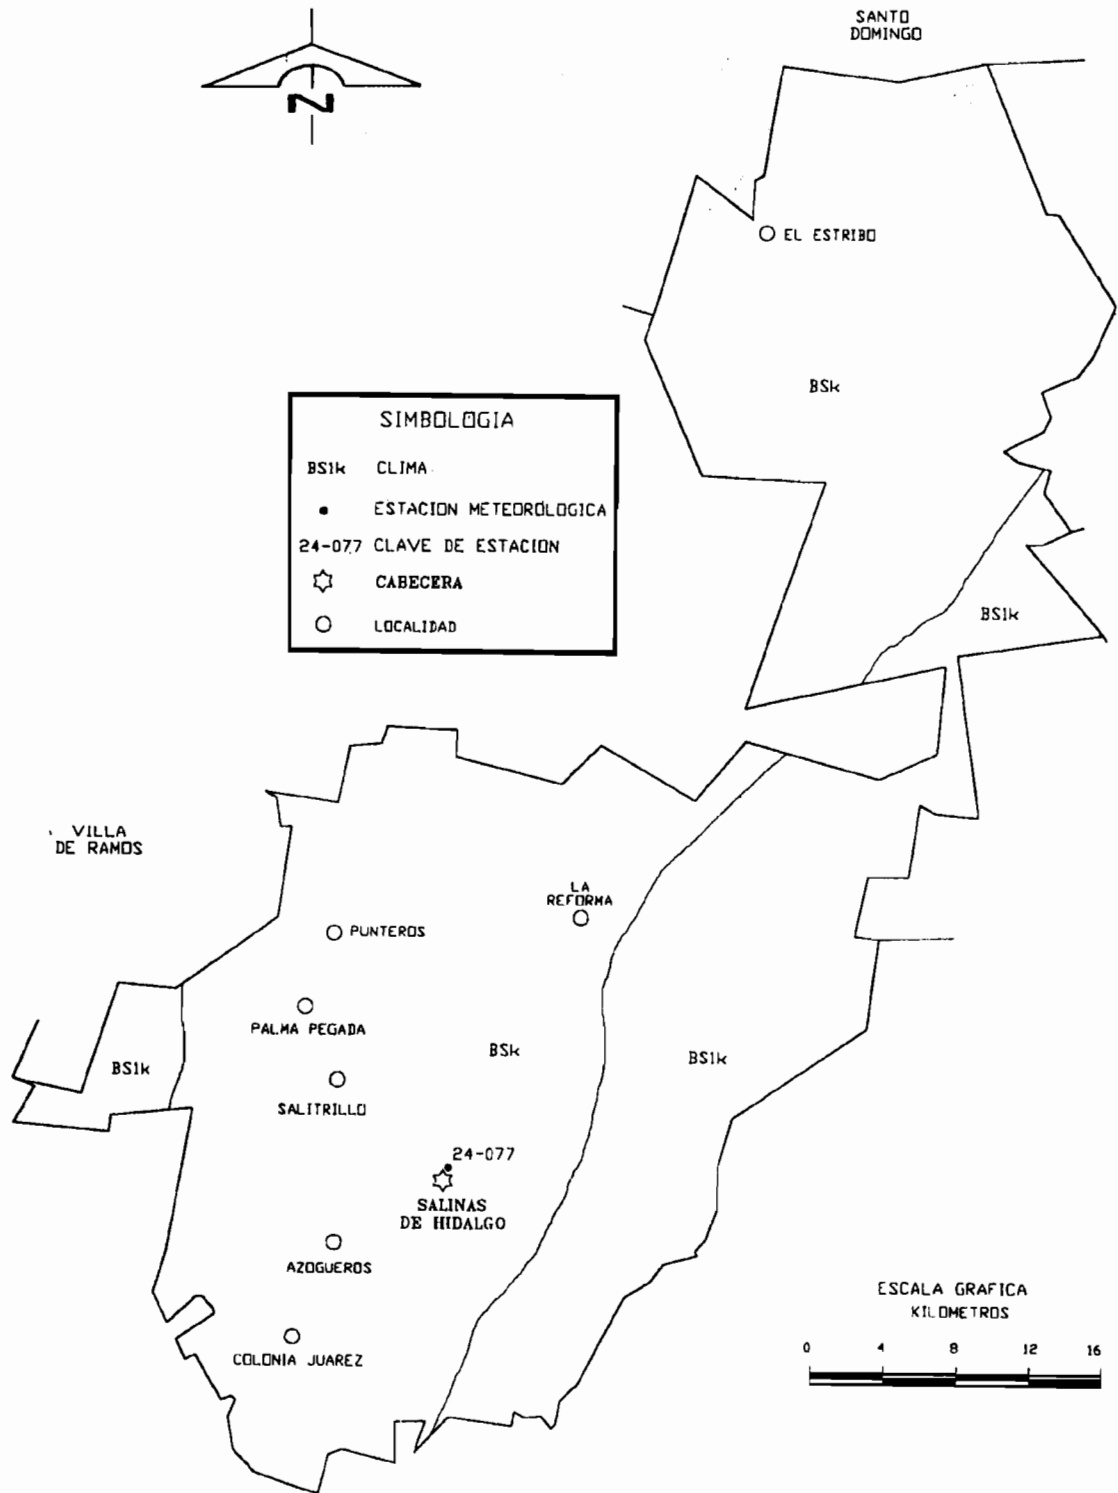 SANTO
DOMINGO
N
EL ESTRIBO
BSk
SIMBOLOGIA
BS1k CLIMA
ESTACION METEOROLOGICA
24-077 CLAVE DE ESTACION
CABECERA
LOCALIDAD
BS1k
VILLA
DE RAMOS
LA
REFORMA
PUNTEROS
PALMA PEGADA
BSk
BS1k
BS1k
SALITRILLO
24-077
SALINAS
DE HIDALGO
AZOGUEROS
COLONIA JUAREZ
ESCALA GRAFICA
KILOMETROS
0 4 8 12 16